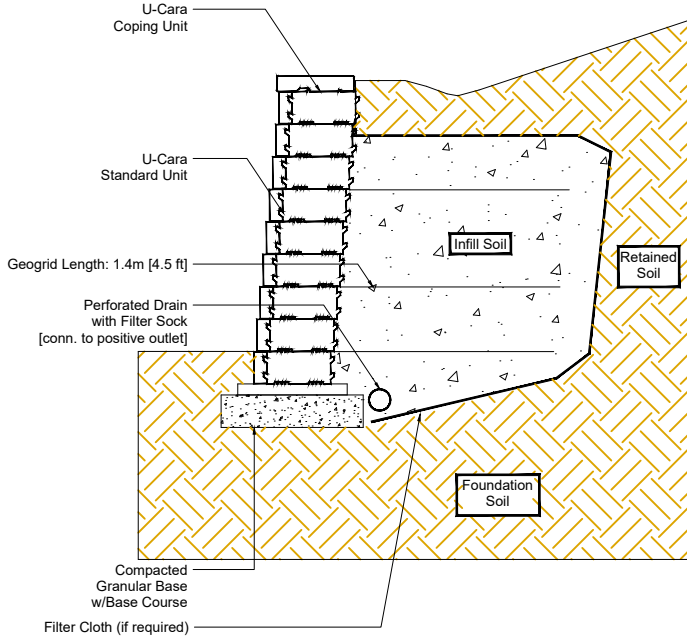 U-Cara
Coping Unit
U-Cara
Standard Unit
Infill Soil
Retained
Soil
Geogrid Length: 1.4m [4.5 ft]
Perforated Drain
with Filter Sock
[conn. to positive outlet]
Foundation
Soil
Compacted
Granular Base
w/Base Course
Filter Cloth (if required)